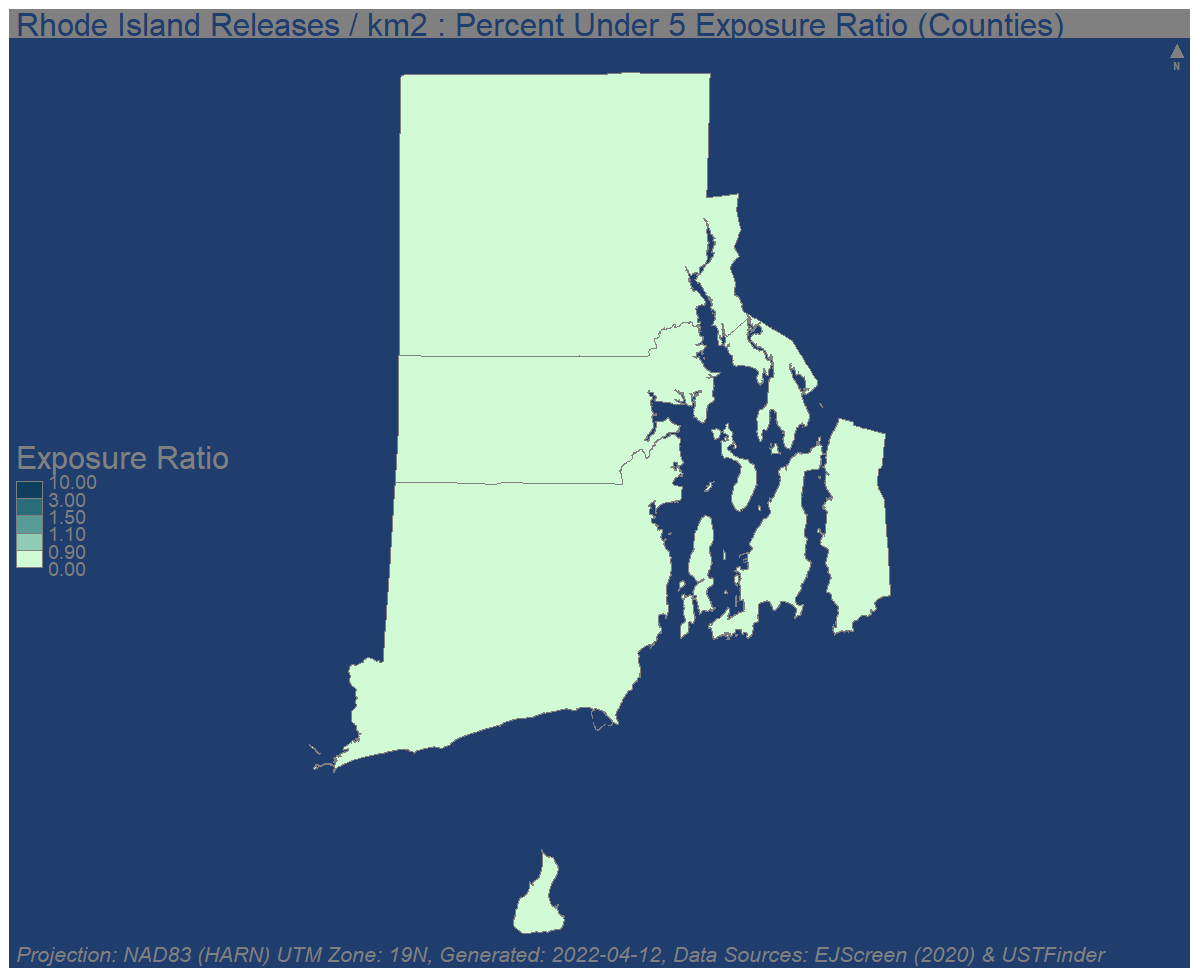 Rhode Island Releases / km2 : Percent Under 5 Exposure Ratio (Counties)
N
Exposure Ratio
10.00
3.00
1.50
1.10
0.90
0.00
Projection: NAD83 (HARN) UTM Zone: 19N, Generated: 2022-04-12, Data Sources: EJScreen (2020) & USTFinder